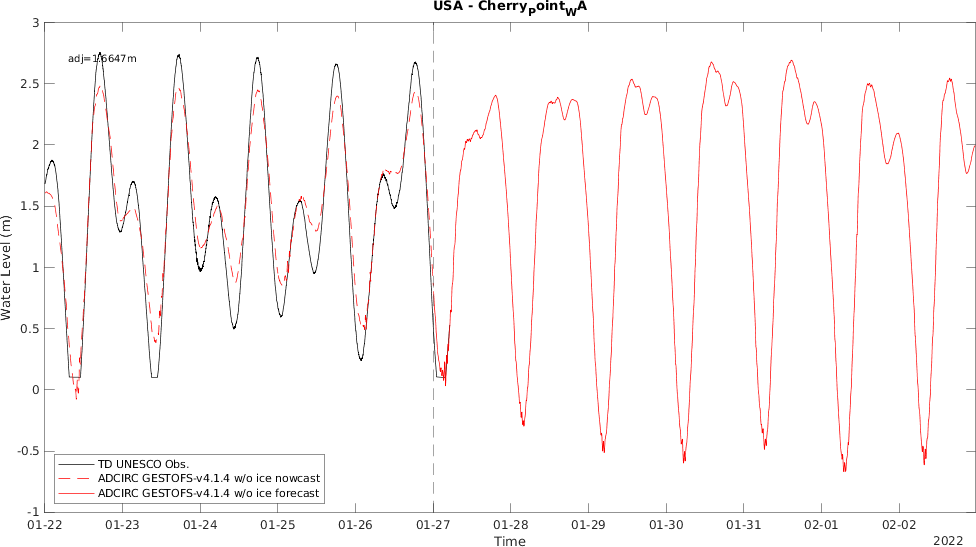 USA - CherryPointWA
adj=1.6647m
3
2.5
2
1.5
1
0.5
0
-0.5
-1
Water Level (m)
TD UNESCO Obs.
ADCIRC GESTOFS-v4.1.4 w/o ice nowcast
ADCIRC GESTOFS-v4.1.4 w/o ice forecast
01-22 01-23 01-24 01-25 01-26 01-27 01-28 01-29 01-30 01-31 02-01 02-02
Time
2022